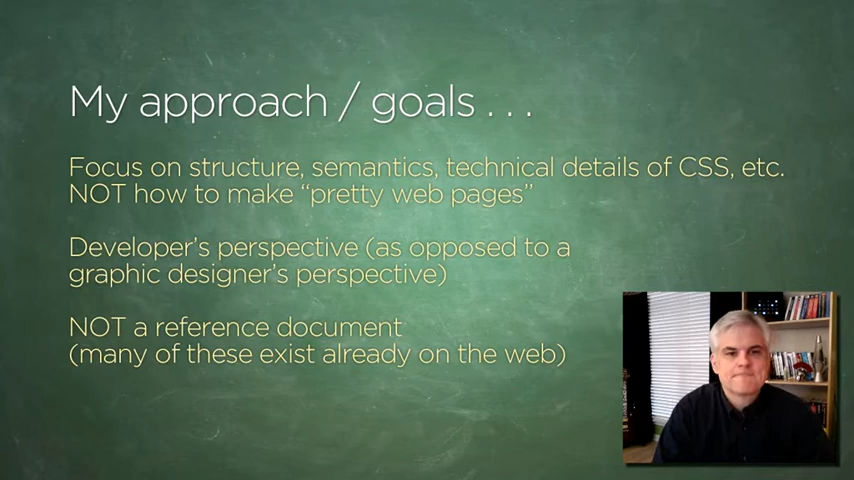 My approach / goals . . .
Focus on structure, semantics, technical details of CSS, etc.
NOT how to make “pretty web pages”
Developer’s perspective (as opposed to a
graphic designer’s perspective)
NOT a reference document
(many of these exist already on the web)